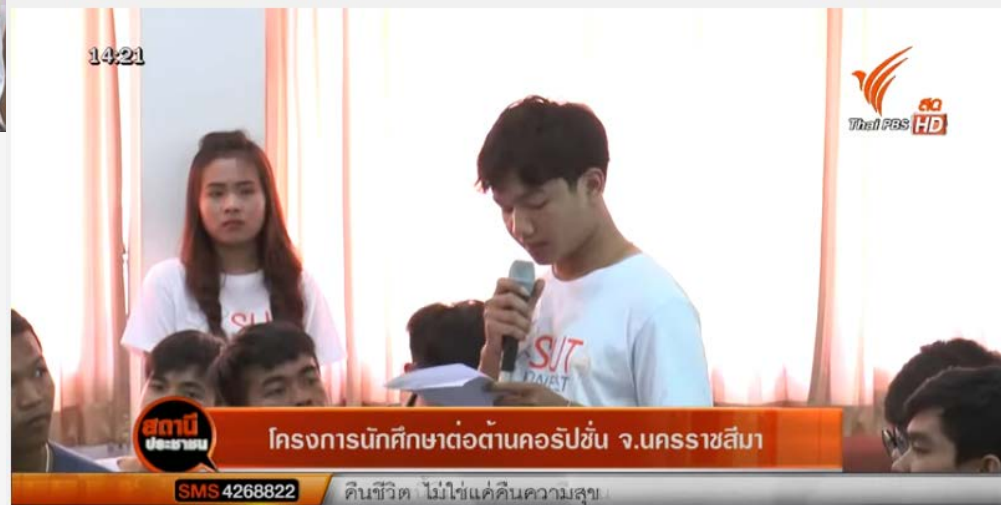 14:21
สด
Thai PBS HD
SUT
SUT
สถานี
ประชาชน
โครงการนักศึกษาต่อต้านคอรัปชั่น จ.นครราชสีมา
SMS 4268822
คืนชีวิต ไม่ใช่แค่คืนความสุข